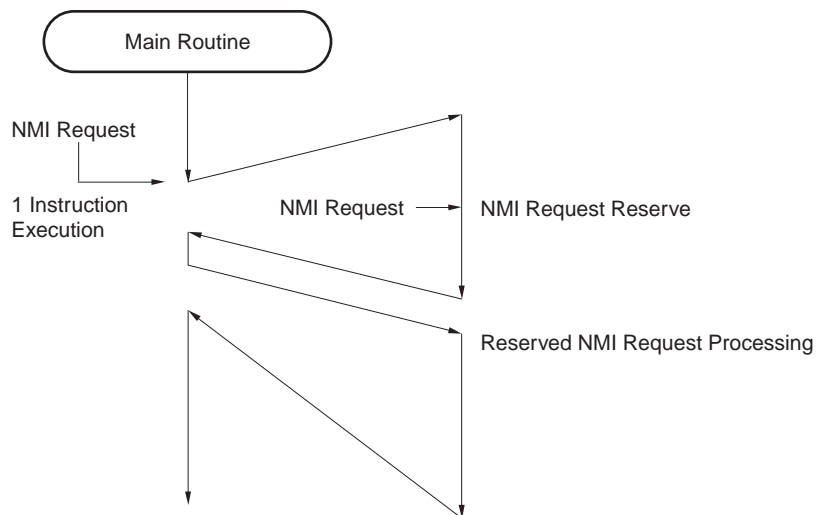 Main Routine
NMI Request
1 Instruction
Execution
NMI Request
NMI Request Reserve
Reserved NMI Request Processing